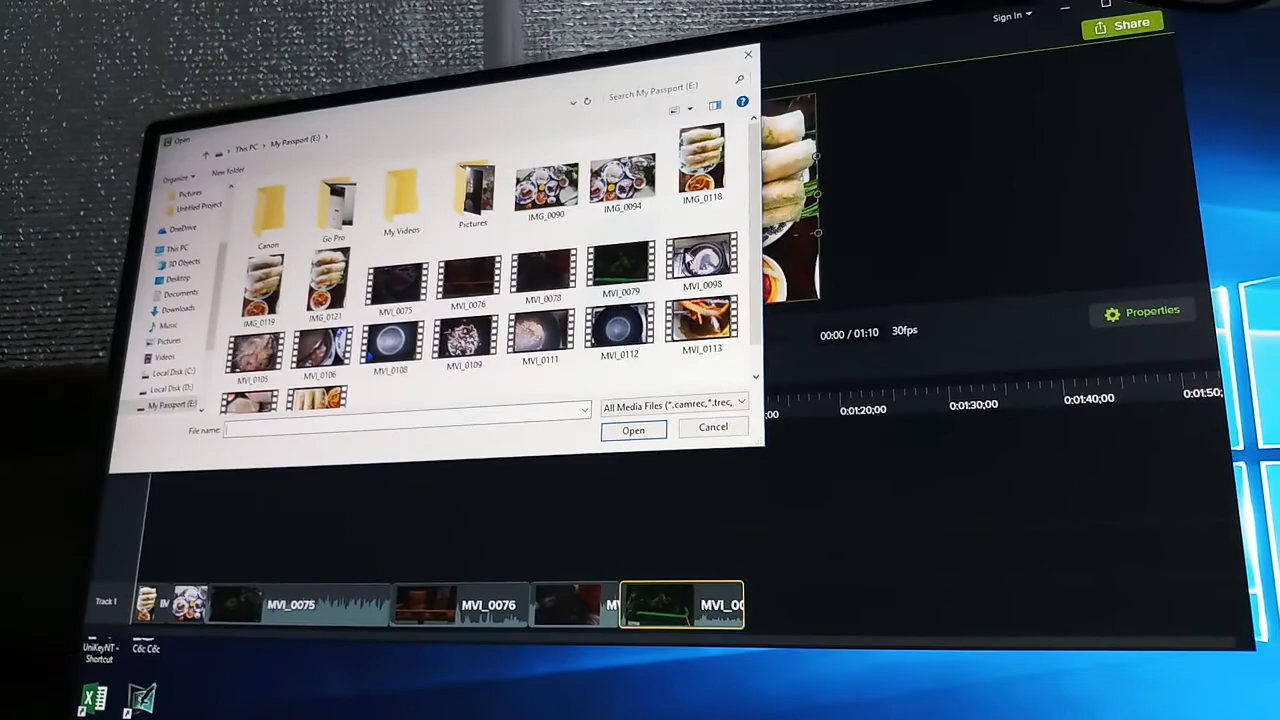 Sign In
Share
Open
This PC > My Passport (E:) >
Search My Passport (E:)
Organize
New folder
Pictures
Untitled Project
OneDrive
This PC
3D Objects
Desktop
Documents
Downloads
Music
Pictures
Videos
Local Disk (C:)
Local Disk (D:)
My Passport (E:)
Canon
Go Pro
My Videos
Pictures
IMG_0090
IMG_0094
IMG_0118
IMG_0119
IMG_0121
MVI_0075
MVI_0076
MVI_0078
MVI_0079
MVI_0098
MVI_0105
MVI_0106
MVI_0108
MVI_0109
MVI_0111
MVI_0112
MVI_0113
File name:
All Media Files (*.camrec,*.trec,
Open
Cancel
00:00 / 01:10 30fps
Properties
:00
0:01:20;00
0:01:30;00
0:01:40;00
0:01:50;
Track 1
MVI_0075
MVI_0076
MVI_00
UniKeyNT -
Shortcut
Cốc Cốc